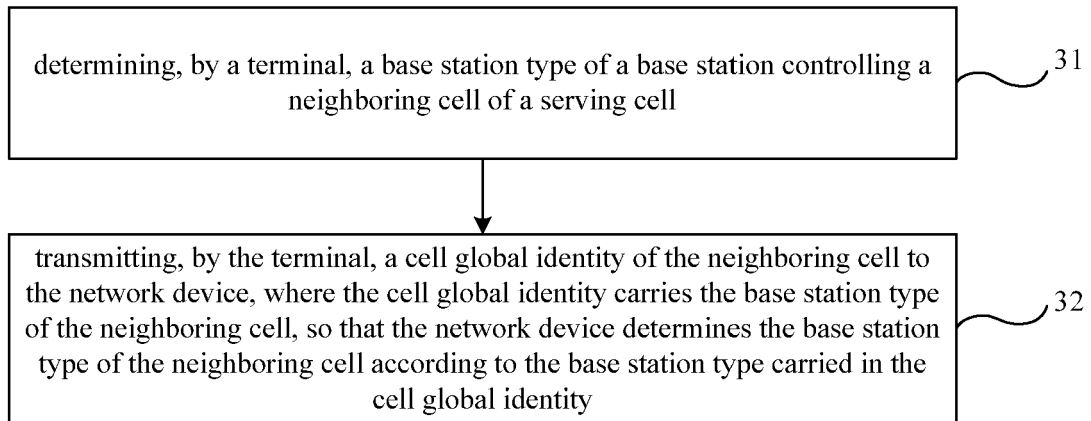 determining, by a terminal, a base station type of a base station controlling a
neighboring cell of a serving cell
31
transmitting, by the terminal, a cell global identity of the neighboring cell to
the network device, where the cell global identity carries the base station type
of the neighboring cell, so that the network device determines the base station
type of the neighboring cell according to the base station type carried in the
cell global identity
32